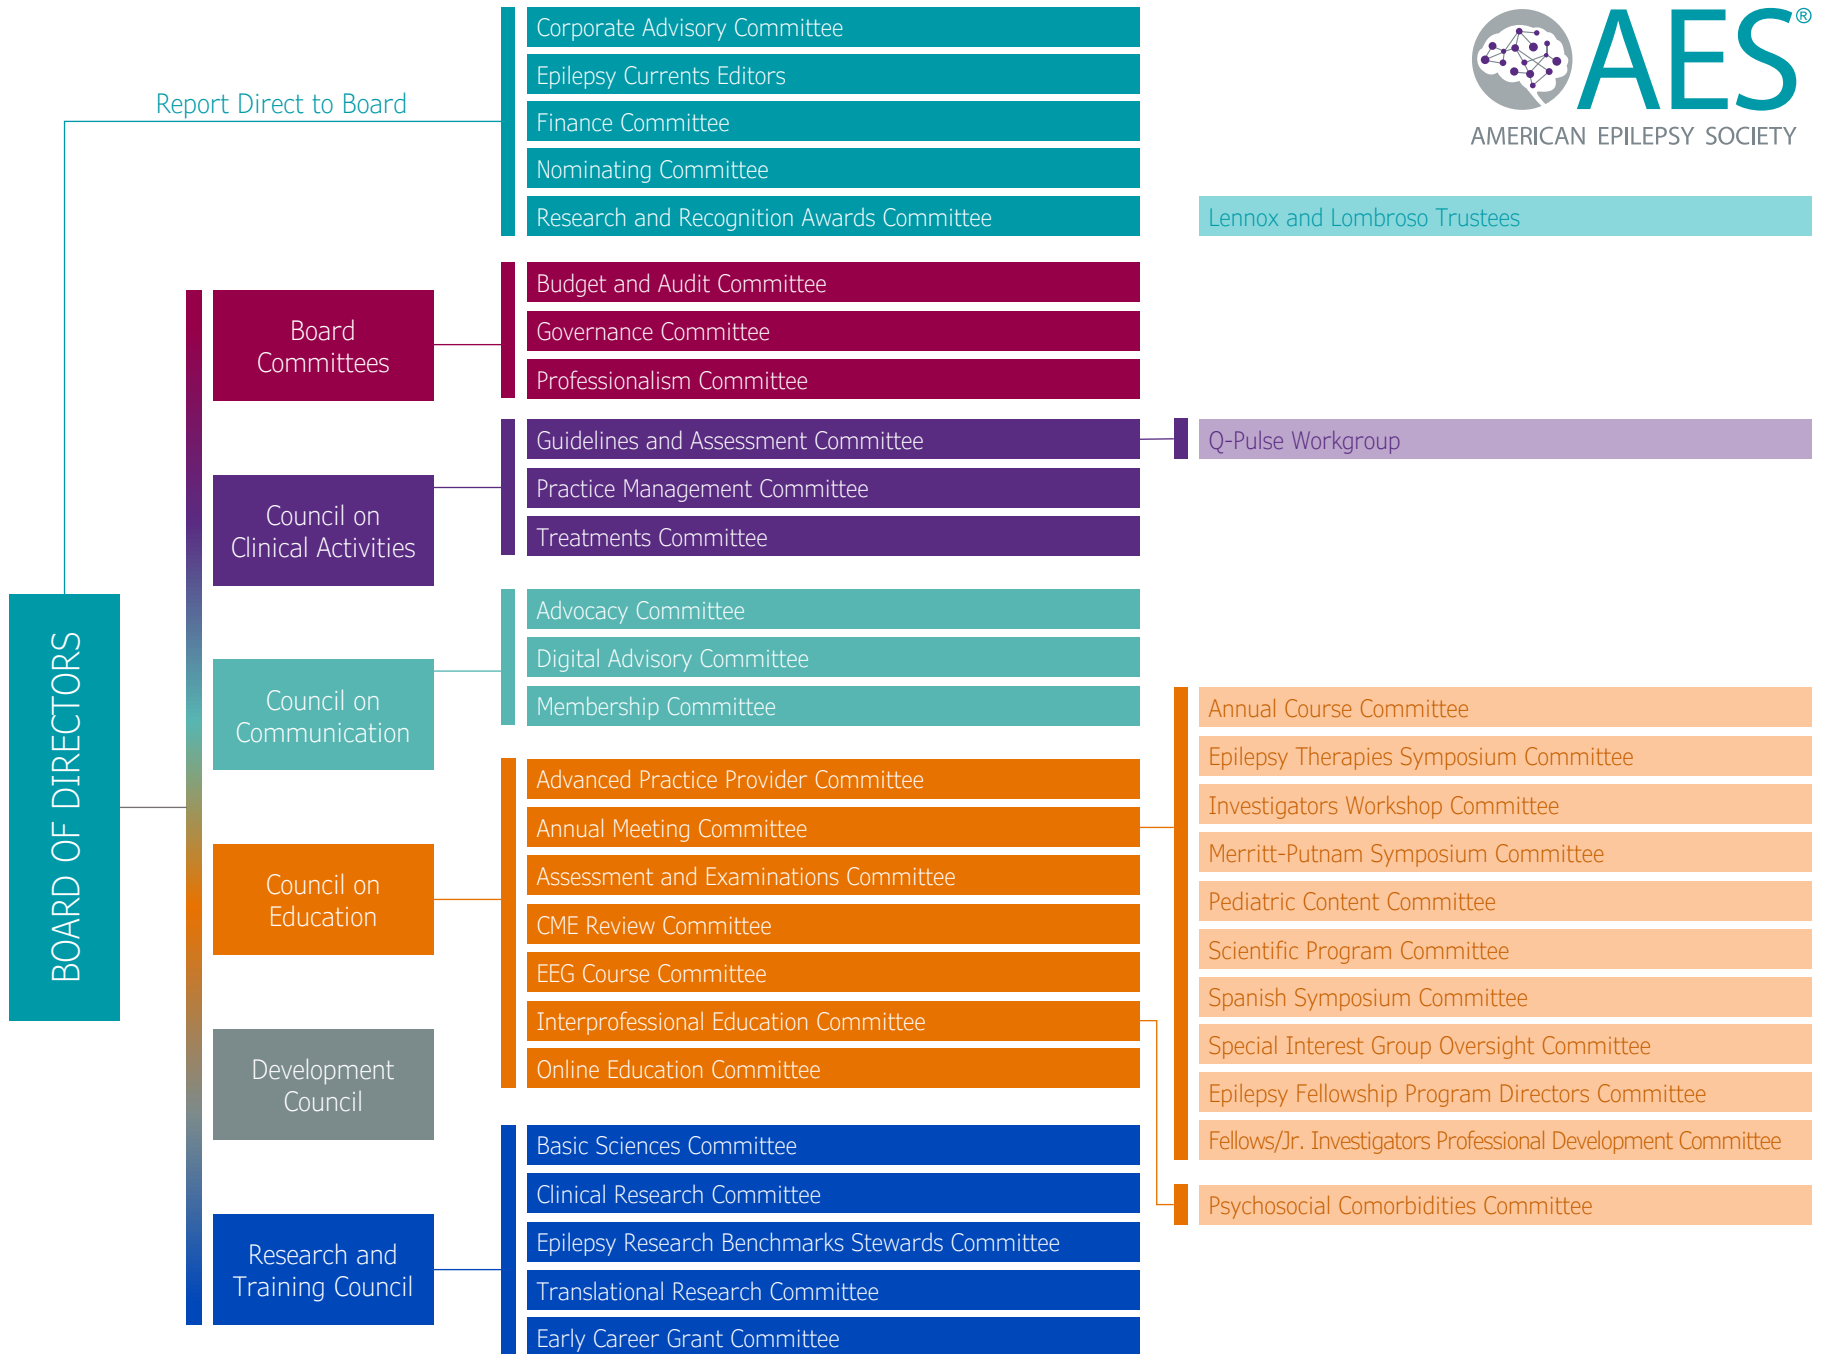 Corporate Advisory Committee
Epilepsy Currents Editors
Report Direct to Board
Finance Committee
Nominating Committee
Research and Recognition Awards Committee
AES®
AMERICAN EPILEPSY SOCIETY
Lennox and Lombroso Trustees
BOARD OF DIRECTORS
Board
Committees
Budget and Audit Committee
Governance Committee
Professionalism Committee
Council on
Clinical Activities
Guidelines and Assessment Committee
Practice Management Committee
Treatments Committee
Q-Pulse Workgroup
Council on
Communication
Advocacy Committee
Digital Advisory Committee
Membership Committee
Council on
Education
Advanced Practice Provider Committee
Annual Meeting Committee
Assessment and Examinations Committee
CME Review Committee
EEG Course Committee
Interprofessional Education Committee
Online Education Committee
Annual Course Committee
Epilepsy Therapies Symposium Committee
Investigators Workshop Committee
Merritt-Putnam Symposium Committee
Pediatric Content Committee
Scientific Program Committee
Spanish Symposium Committee
Special Interest Group Oversight Committee
Epilepsy Fellowship Program Directors Committee
Fellows/Jr. Investigators Professional Development Committee
Psychosocial Comorbidities Committee
Development
Council
Research and
Training Council
Basic Sciences Committee
Clinical Research Committee
Epilepsy Research Benchmarks Stewards Committee
Translational Research Committee
Early Career Grant Committee